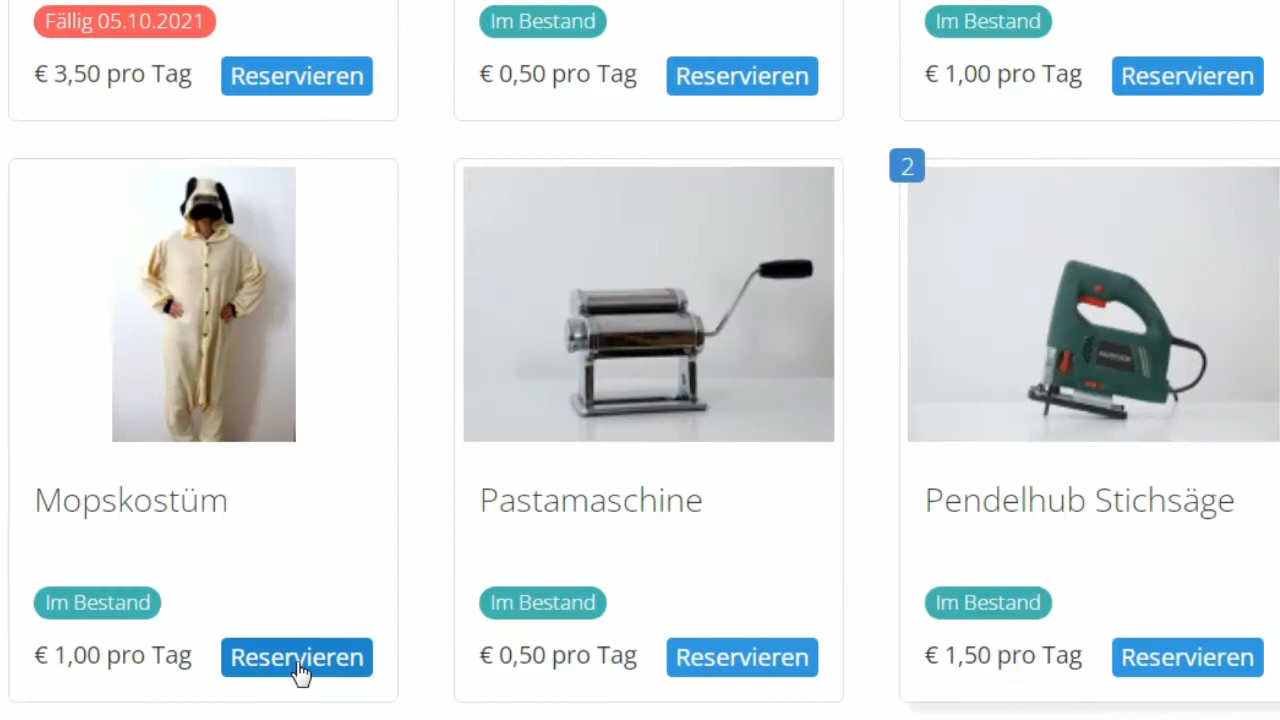 Fällig 05.10.2021
€ 3,50 pro Tag Reservieren
Im Bestand
€ 0,50 pro Tag Reservieren
Im Bestand
€ 1,00 pro Tag Reservieren
Mopskostüm
Im Bestand
€ 1,00 pro Tag Reservieren
Pastamaschine
Im Bestand
€ 0,50 pro Tag Reservieren
2
Pendelhub Stichsäge
Im Bestand
€ 1,50 pro Tag Reservieren